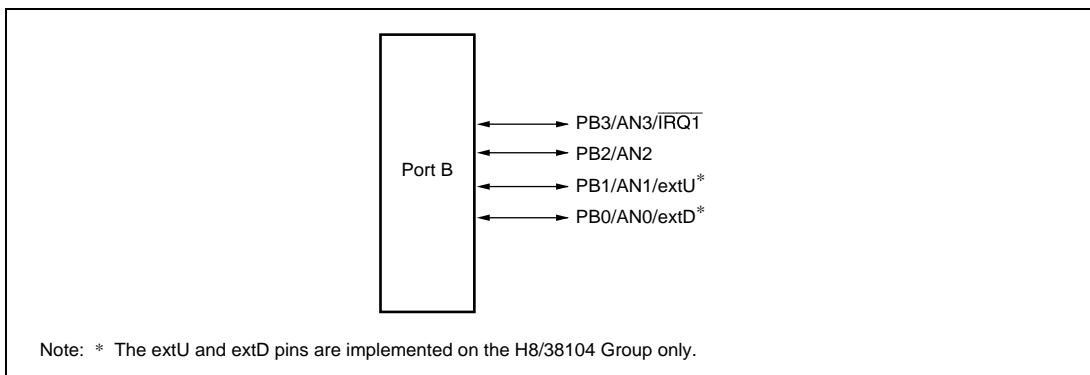 Port B
PB3/AN3/I̅R̅Q̅1̅
PB2/AN2
PB1/AN1/extU*
PB0/AN0/extD*
Note: * The extU and extD pins are implemented on the H8/38104 Group only.